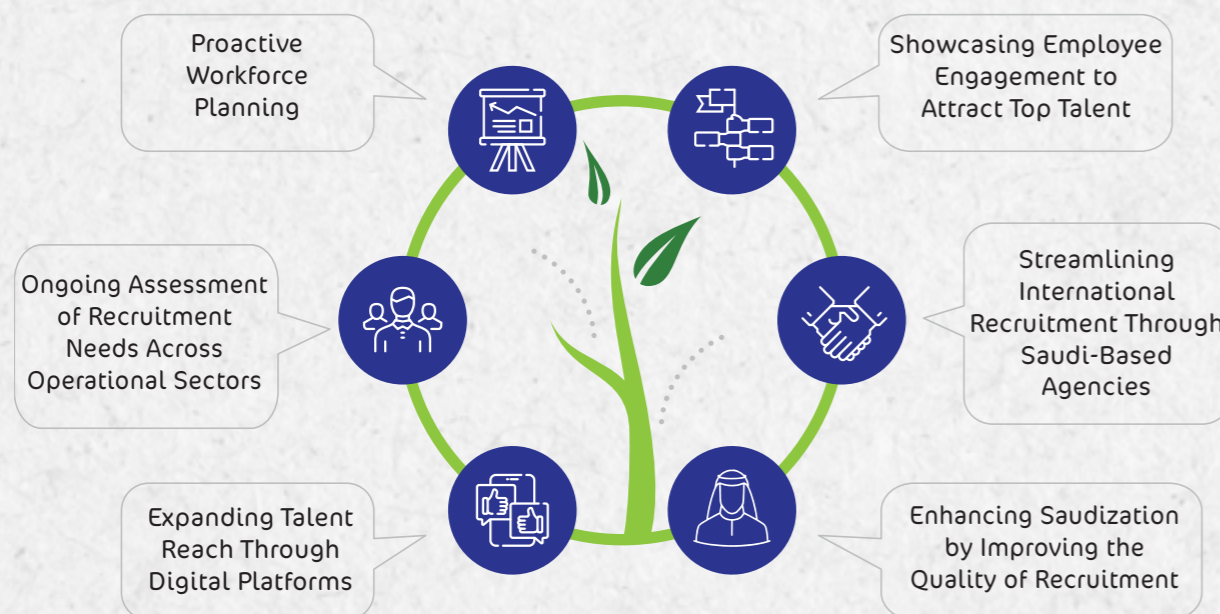 Proactive
Workforce
Planning
Showcasing Employee
Engagement to
Attract Top Talent
Ongoing Assessment
of Recruitment
Needs Across
Operational Sectors
Streamlining
International
Recruitment Through
Saudi-Based
Agencies
Expanding Talent
Reach Through
Digital Platforms
Enhancing Saudization
by Improving the
Quality of Recruitment